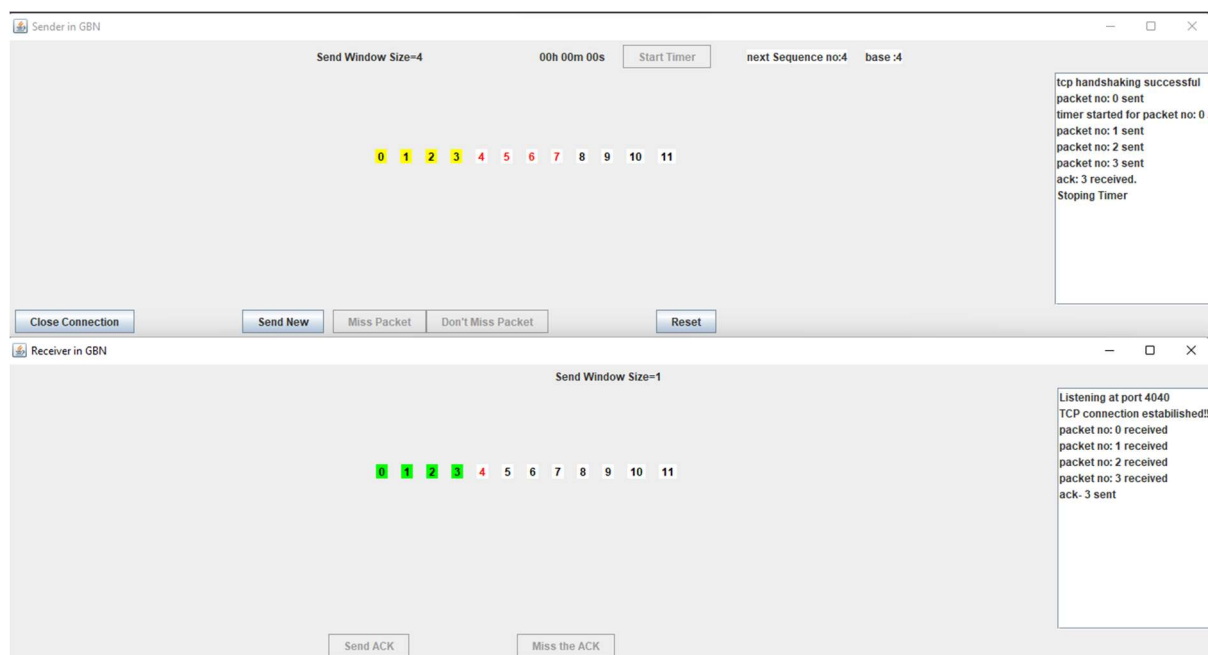 Sender in GBN
Send Window Size=4 00h 00m 00s Start Timer next Sequence no:4 base :4
tcp handshaking successful
packet no: 0 sent
timer started for packet no: 0
packet no: 1 sent
packet no: 2 sent
packet no: 3 sent
ack: 3 received.
Stoping Timer
0 1 2 3 4 5 6 7 8 9 10 11
Close Connection Send New Miss Packet Don't Miss Packet Reset
Receiver in GBN
Send Window Size=1
Listening at port 4040
TCP connection estabilished!!
packet no: 0 received
packet no: 1 received
packet no: 2 received
packet no: 3 received
ack- 3 sent
0 1 2 3 4 5 6 7 8 9 10 11
Send ACK Miss the ACK